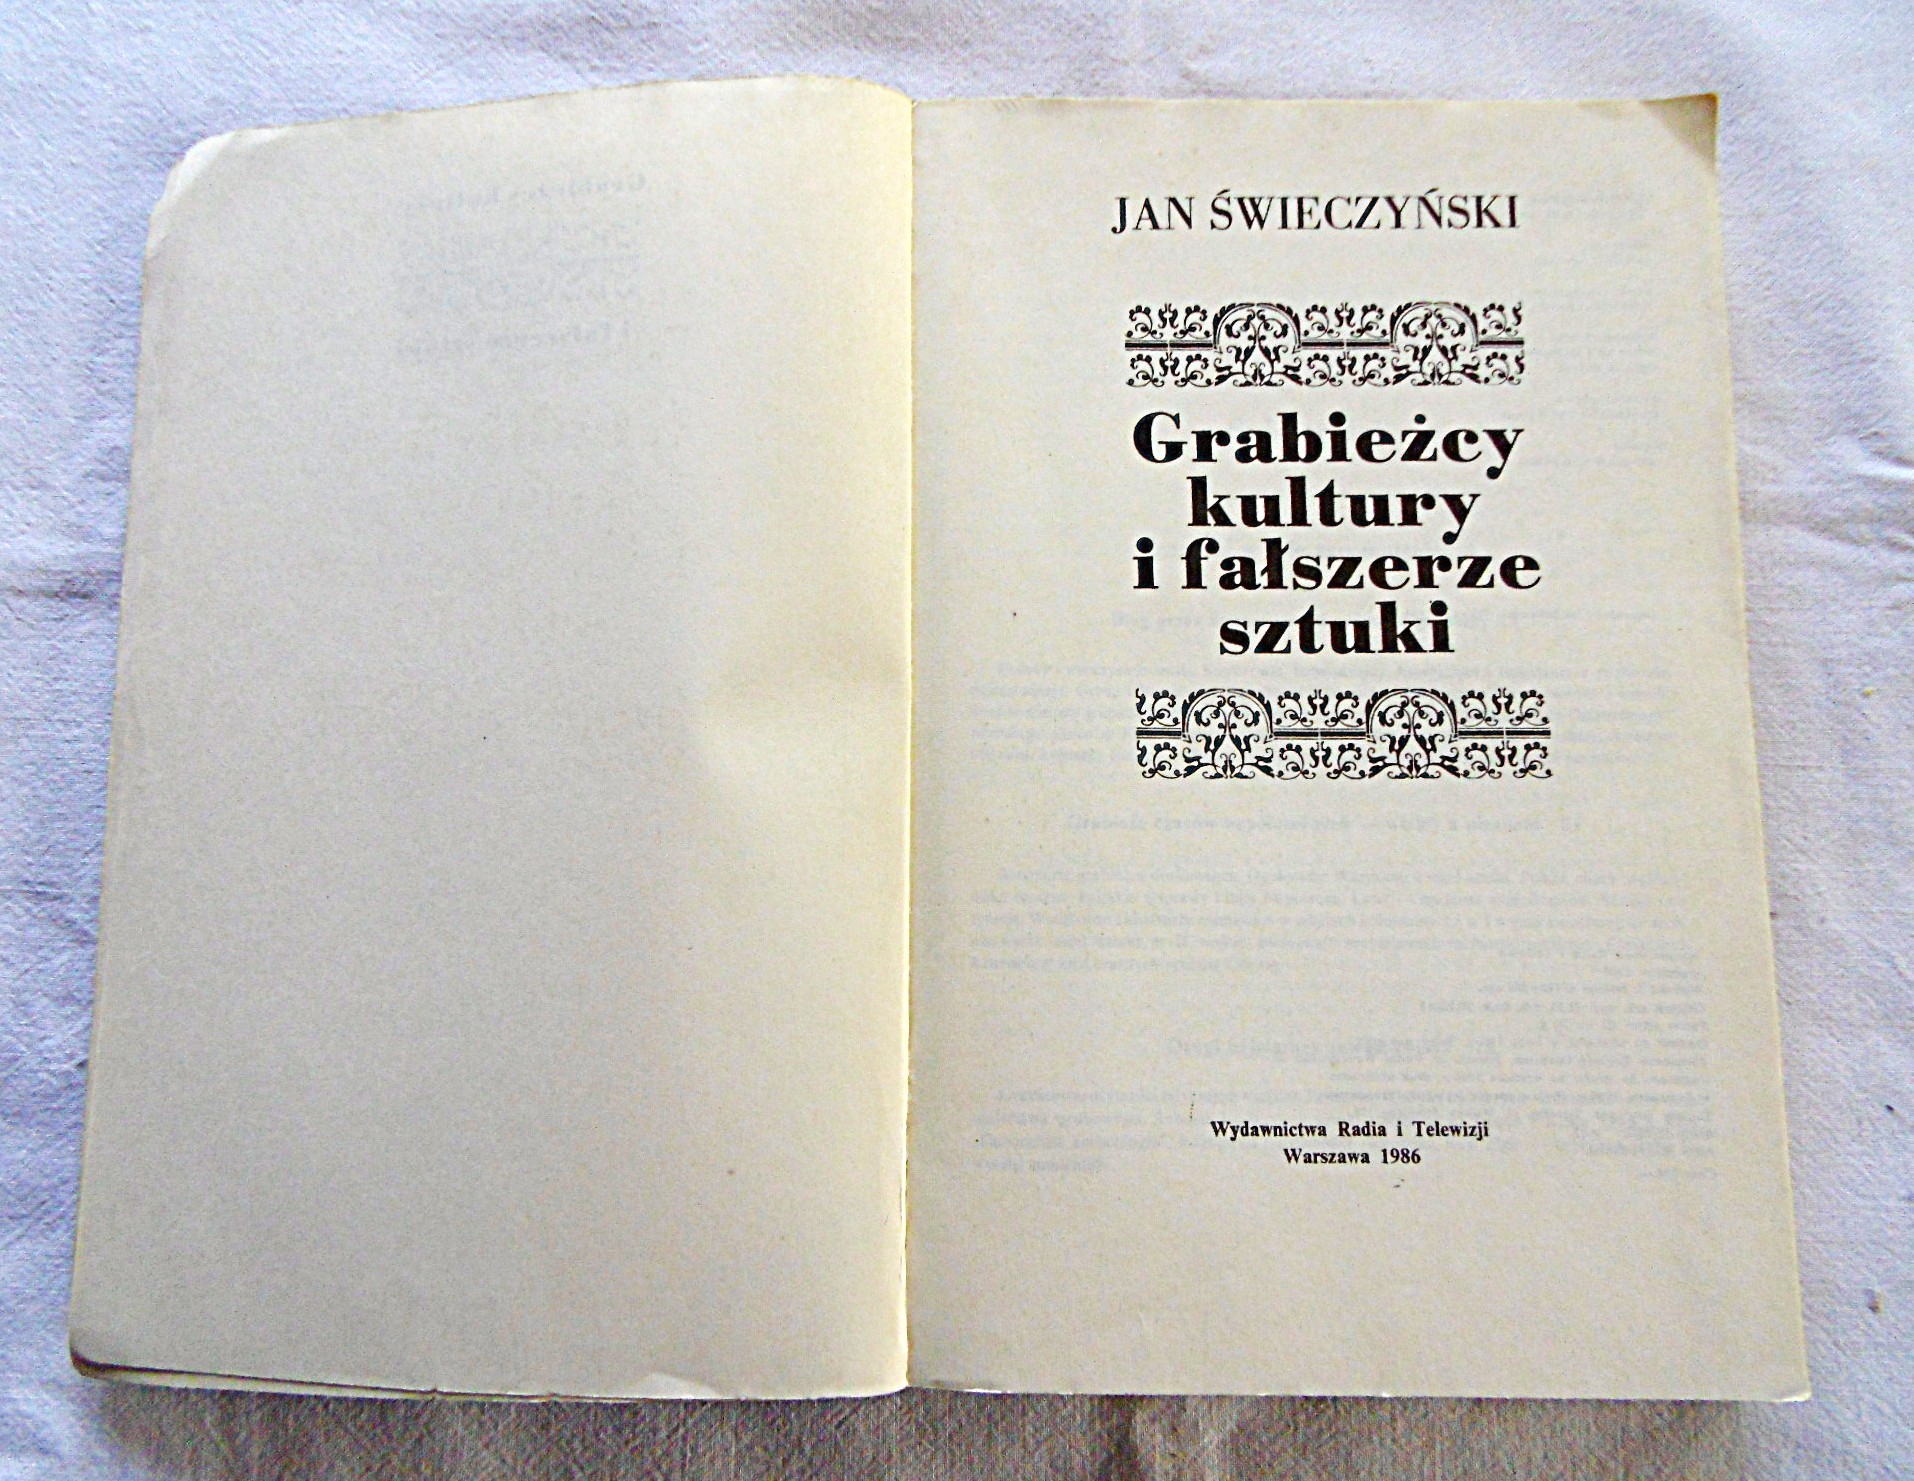 JAN ŚWIECZYŃSKI
Grabieżcy
kultury
i fałszerze
sztuki
Wydawnictwa Radia i Telewizji
Warszawa 1986